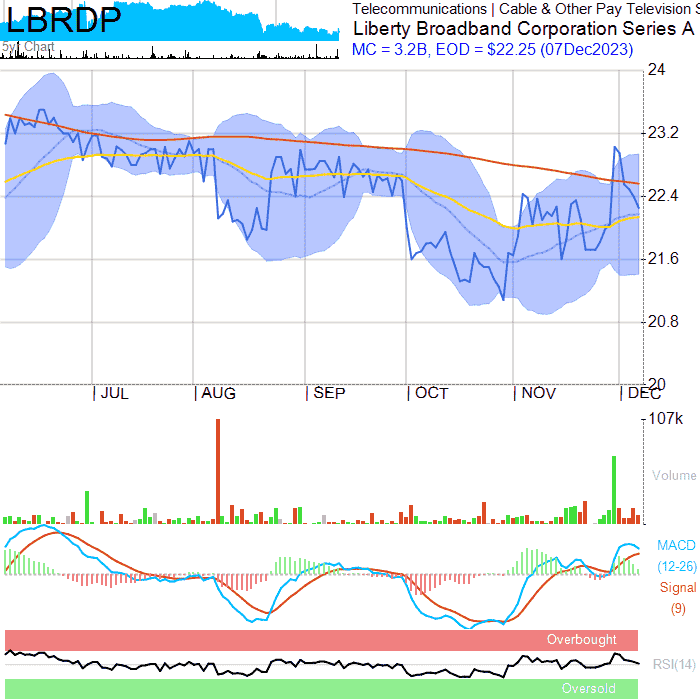 LBRDP
5yr Chart
Telecommunications | Cable & Other Pay Television S
Liberty Broadband Corporation Series A
MC = 3.2B, EOD = $22.25 (07Dec2023)
24
23.2
22.4
21.6
20.8
20
JUL
AUG
SEP
OCT
NOV
DEC
107k
Volume
MACD
(12-26)
Signal
(9)
Overbought
RSI(14)
Oversold